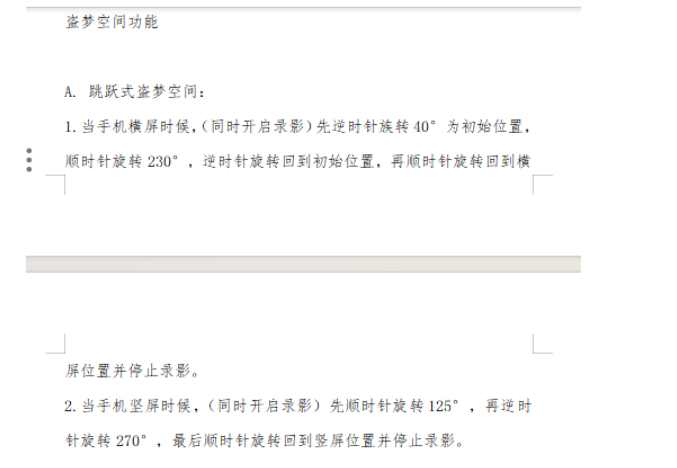 盗梦空间功能
A. 跳跃式盗梦空间：
1.当手机横屏时候，（同时开启录影）先逆时针族转 40° 为初始位置，
顺时针旋转 230° ，逆时针旋转回到初始位置，再顺时针旋转回到横
屏位置并停止录影。
2.当手机坚屏时候，（同时开启录影）先顺时针旋转 125° ，再逆时
针旋转 270° ，最后顺时针旋转回到竖屏位置并停止录影。